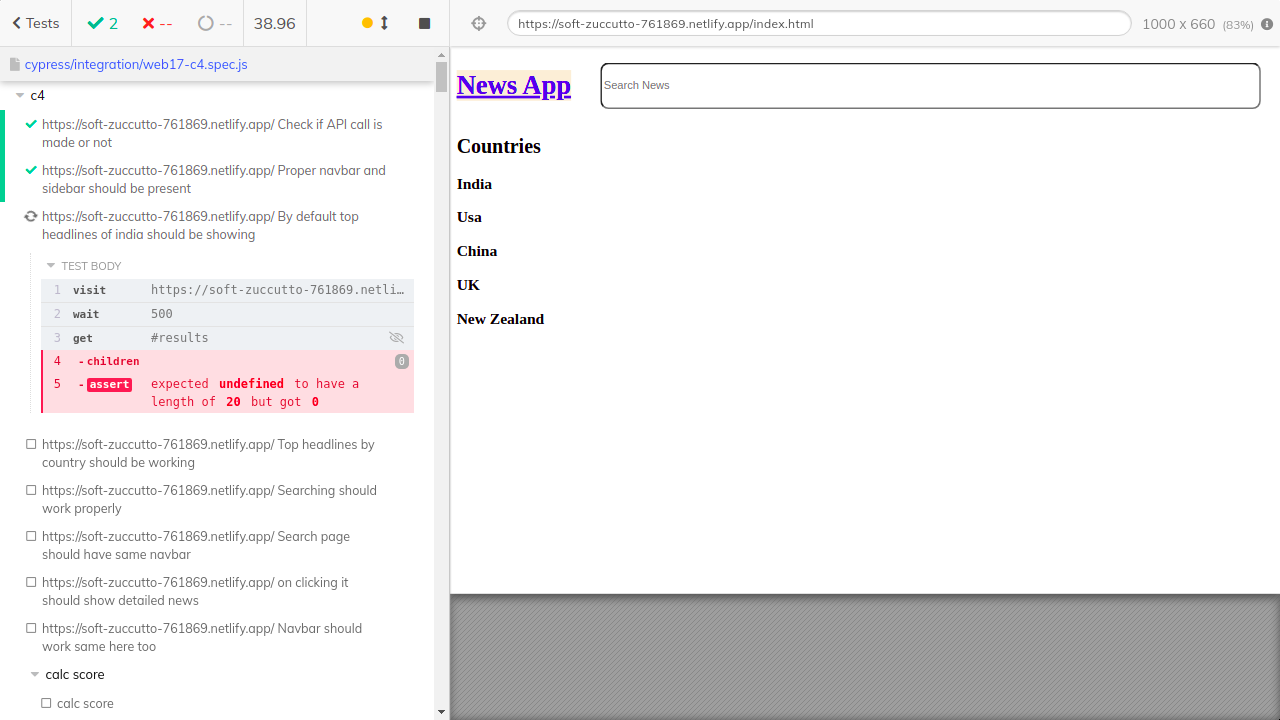 Tests
2
--
--
38.96
https://soft-zuccutto-761869.netlify.app/index.html
1000 x 660 (83%)
cypress/integration/web17-c4.spec.js
c4
https://soft-zuccutto-761869.netlify.app/ Check if API call is
made or not
https://soft-zuccutto-761869.netlify.app/ Proper navbar and
sidebar should be present
https://soft-zuccutto-761869.netlify.app/ By default top
headlines of india should be showing
TEST BODY
1 visit https://soft-zuccutto-761869.netli…
2 wait 500
3 get #results
4 -children 0
5 -assert expected undefined to have a
length of 20 but got 0
https://soft-zuccutto-761869.netlify.app/ Top headlines by
country should be working
https://soft-zuccutto-761869.netlify.app/ Searching should
work properly
https://soft-zuccutto-761869.netlify.app/ Search page
should have same navbar
https://soft-zuccutto-761869.netlify.app/ on clicking it
should show detailed news
https://soft-zuccutto-761869.netlify.app/ Navbar should
work same here too
calc score
calc score
News App
Search News
Countries
India
Usa
China
UK
New Zealand